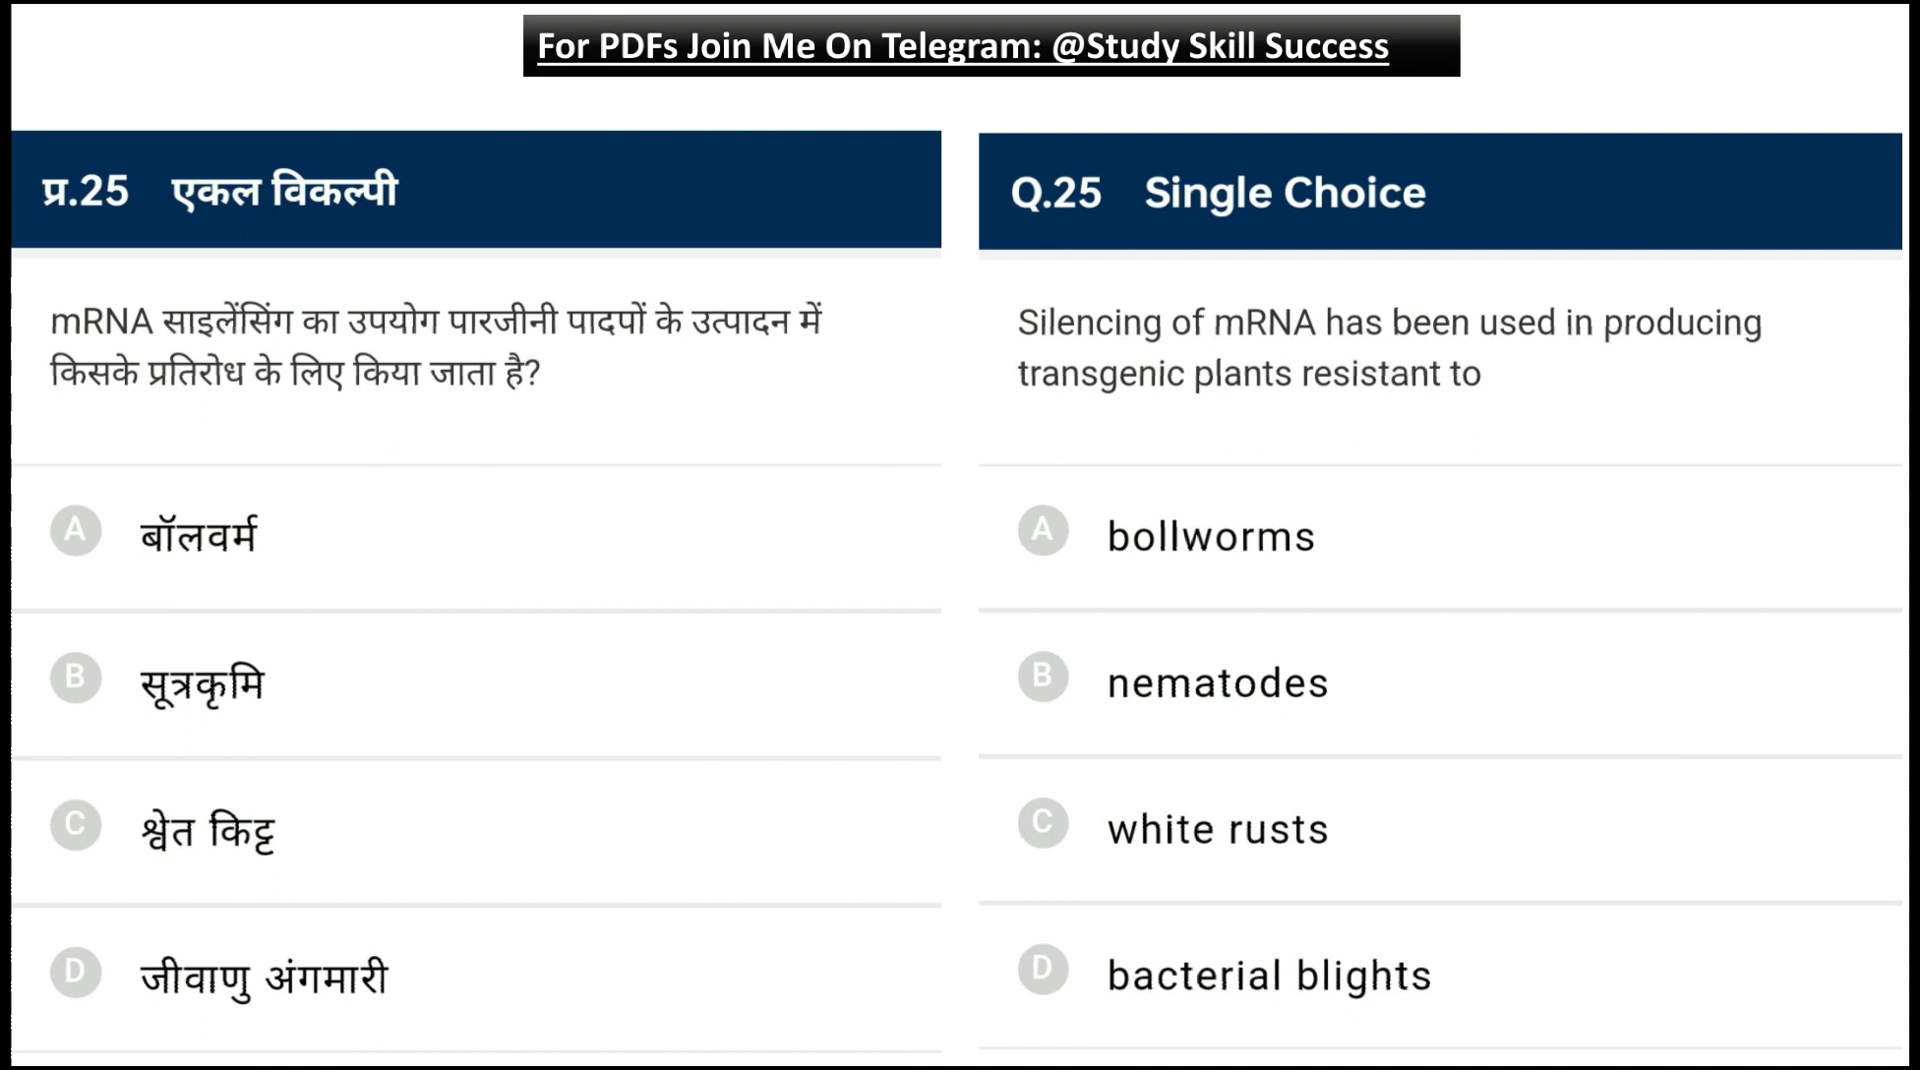 For PDFs Join Me On Telegram: @Study Skill Success
प्र.25 एकल विकल्पी
mRNA साइलेंसिंग का उपयोग पारजीनी पादपों के उत्पादन में
किसके प्रतिरोध के लिए किया जाता है?
A बॉलवर्म
B सूत्रकृमि
C श्वेत किट्ट
D जीवाणु अंगमारी
Q.25 Single Choice
Silencing of mRNA has been used in producing
transgenic plants resistant to
A bollworms
B nematodes
C white rusts
D bacterial blights